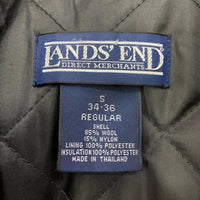 LANDS' END
DIRECT MERCHANTS
S
34-36
REGULAR
SHELL
85% WOOL
15% NYLON
LINING 100% POLYESTER
INSULATION 100% POLYESTER
MADE IN THAILAND